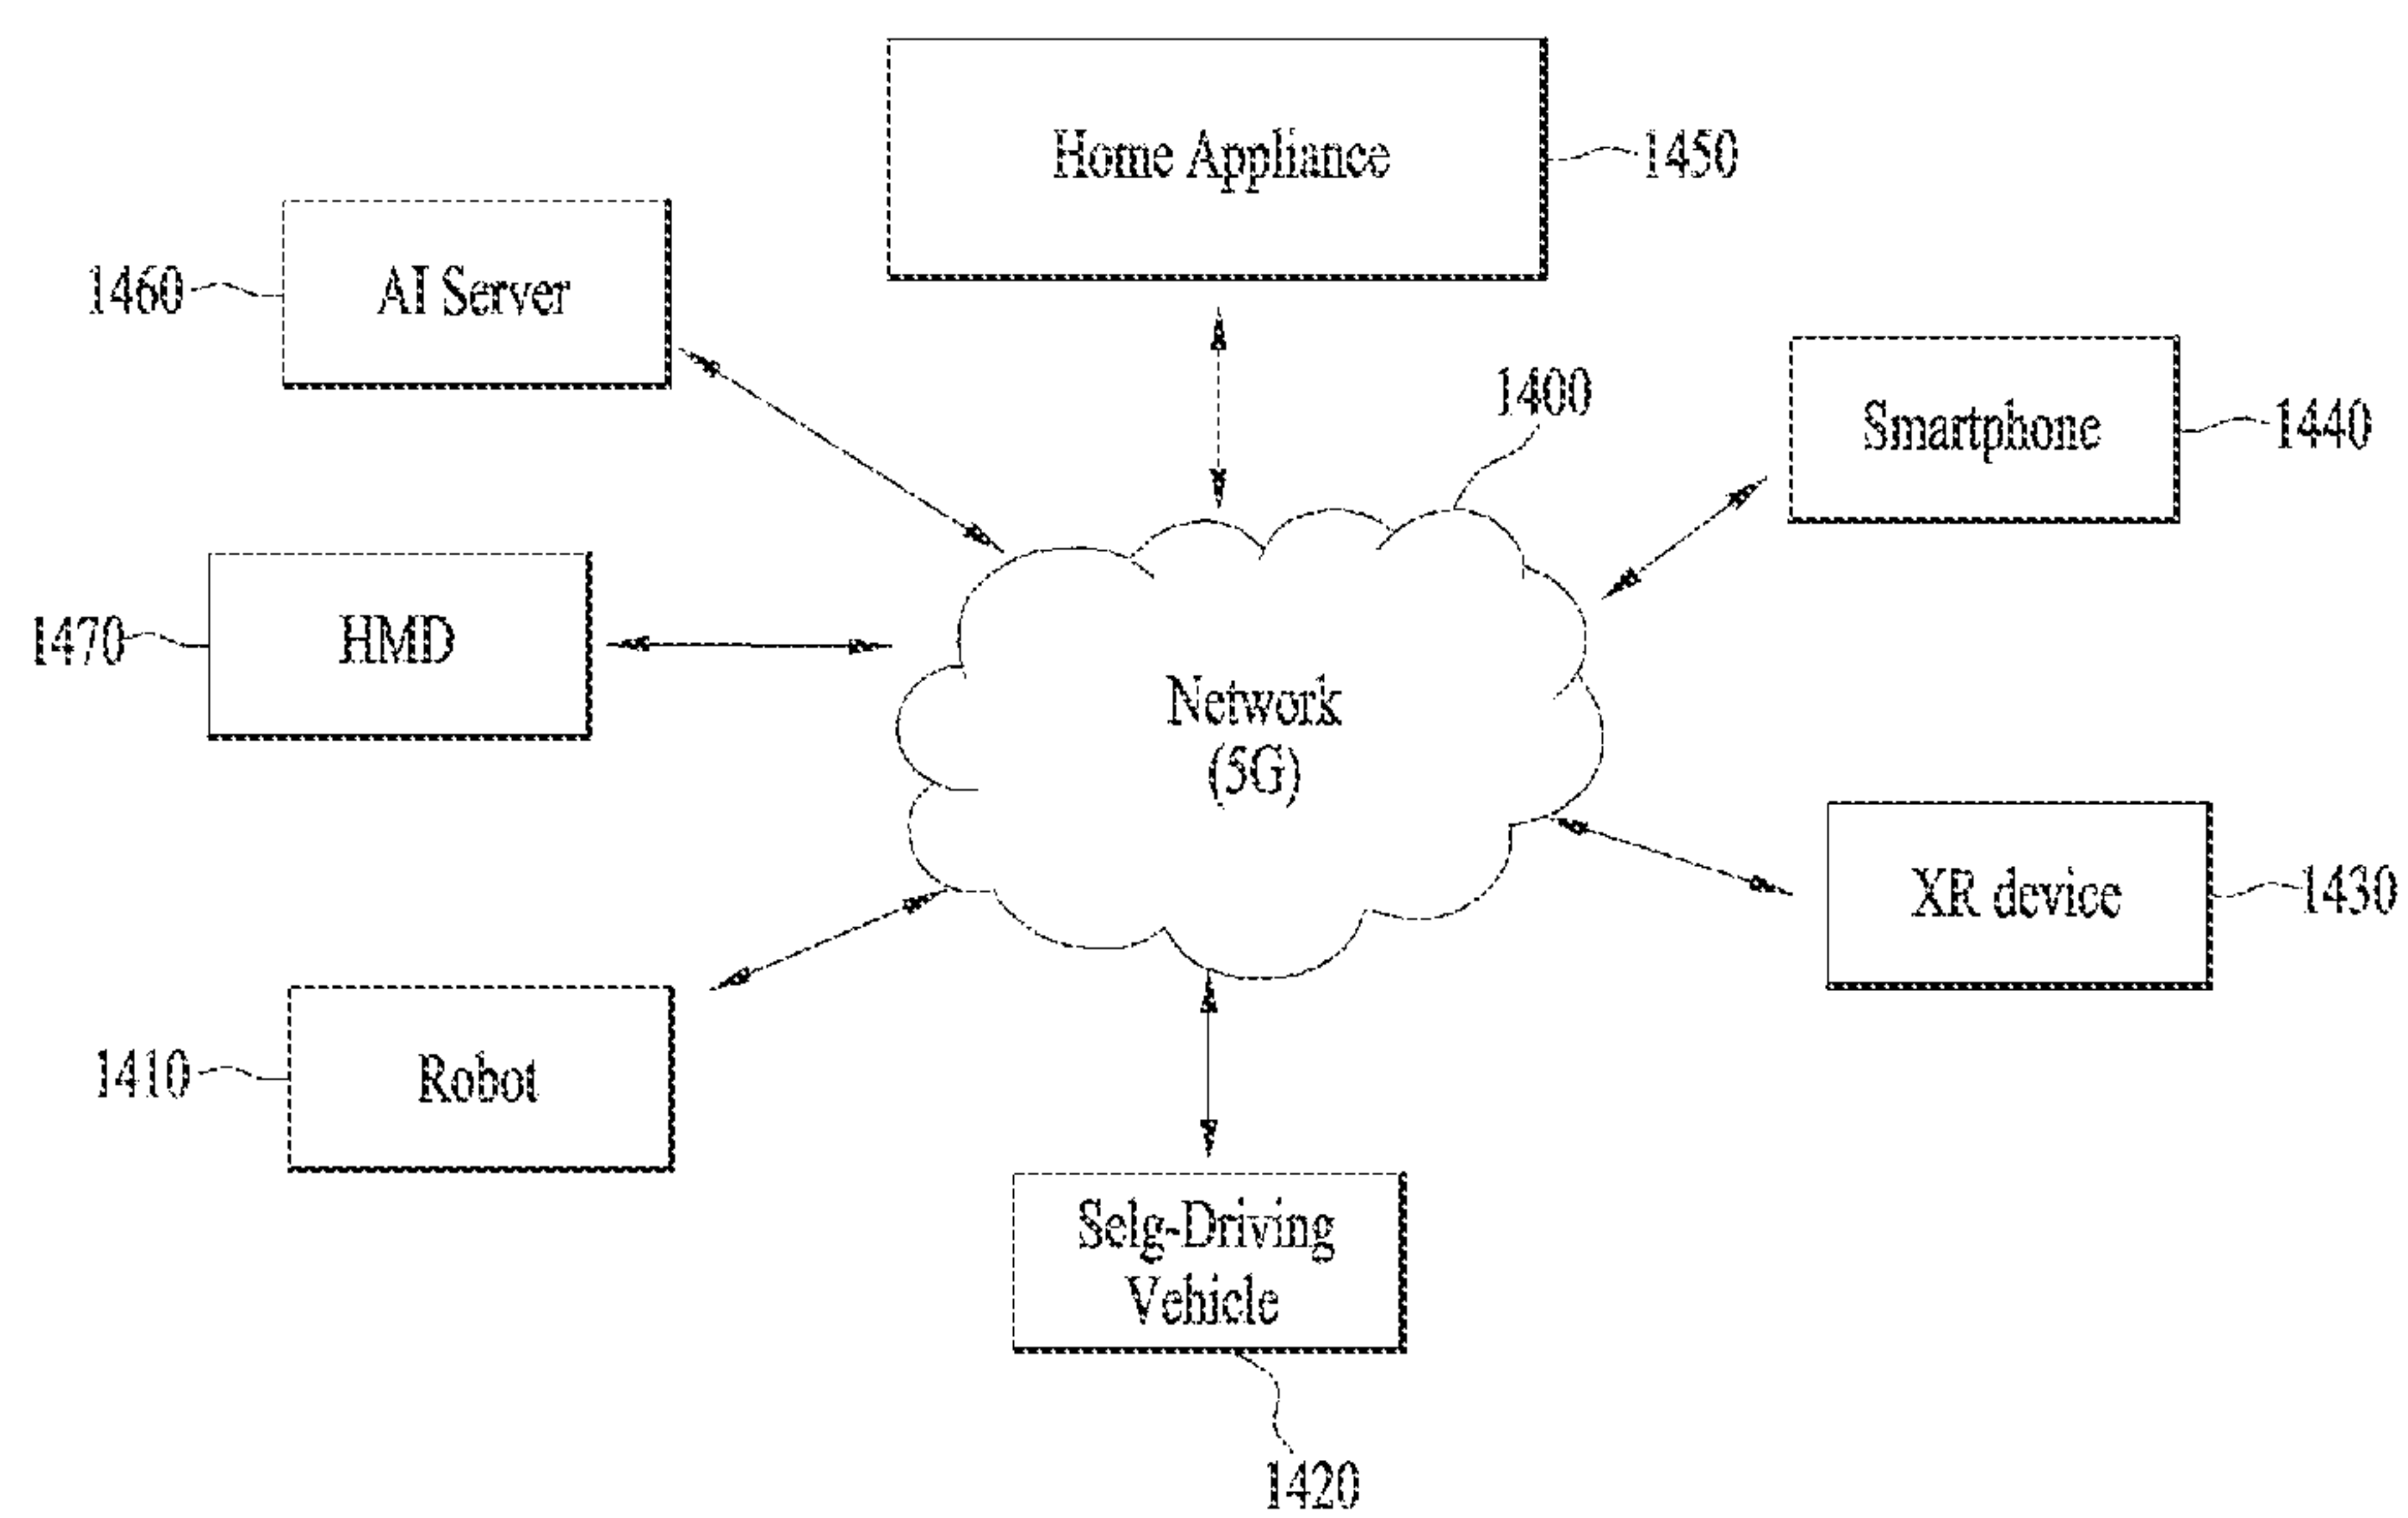 Home Appliance
1450
AI Server
1460
1400
Smartphone
1440
HMD
1470
Network
(5G)
XR device
1430
Robot
1410
Selg-Driving
Vehicle
1420